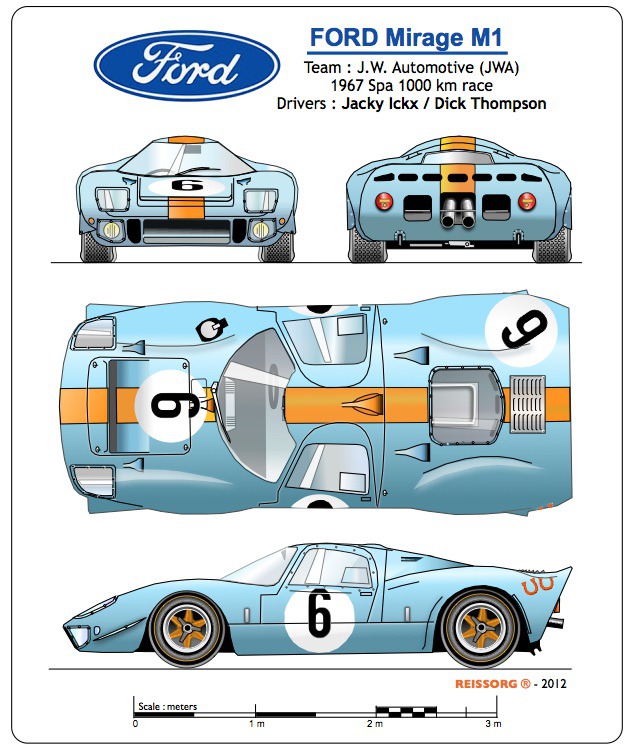 Ford
FORD Mirage M1
Team : J.W. Automotive (JWA)
1967 Spa 1000 km race
Drivers : Jacky Ickx / Dick Thompson
6
6
6
6
REISSORG ® - 2012
Scale : meters
0 1 m 2 m 3 m